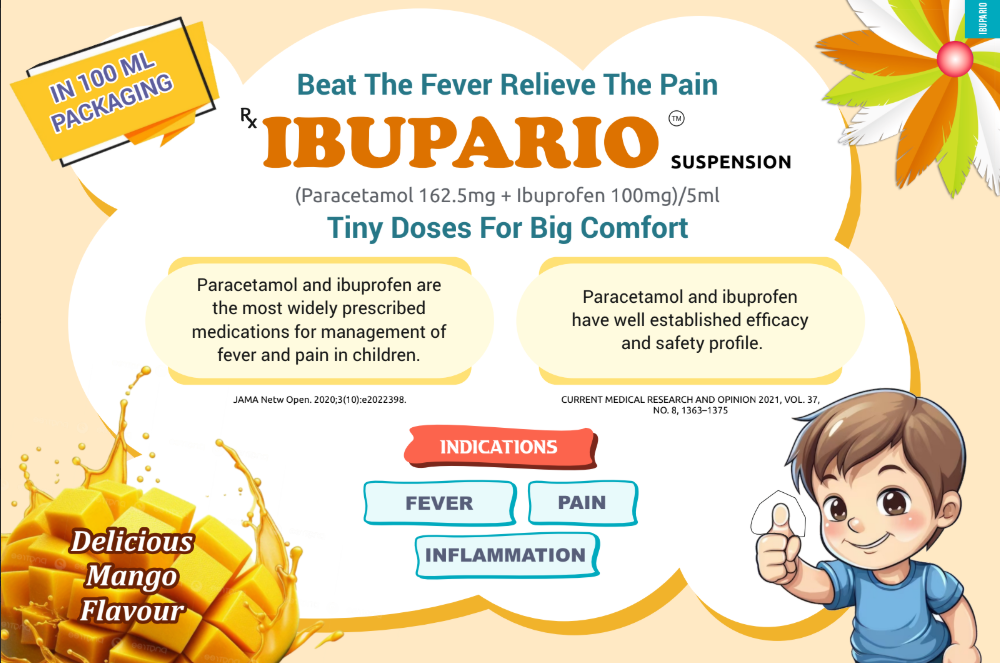 IN 100 ML
PACKAGING
IBUPARIO
Beat The Fever Relieve The Pain
Rx IBUPARIO TM
SUSPENSION
(Paracetamol 162.5mg + Ibuprofen 100mg)/5ml
Tiny Doses For Big Comfort
Paracetamol and ibuprofen are
the most widely prescribed
medications for management of
fever and pain in children.
JAMA Netw Open. 2020;3(10):e2022398.
Paracetamol and ibuprofen
have well established efficacy
and safety profile.
CURRENT MEDICAL RESEARCH AND OPINION 2021, VOL. 37,
NO. 8, 1363–1375
INDICATIONS
FEVER
PAIN
INFLAMMATION
Delicious
Mango
Flavour